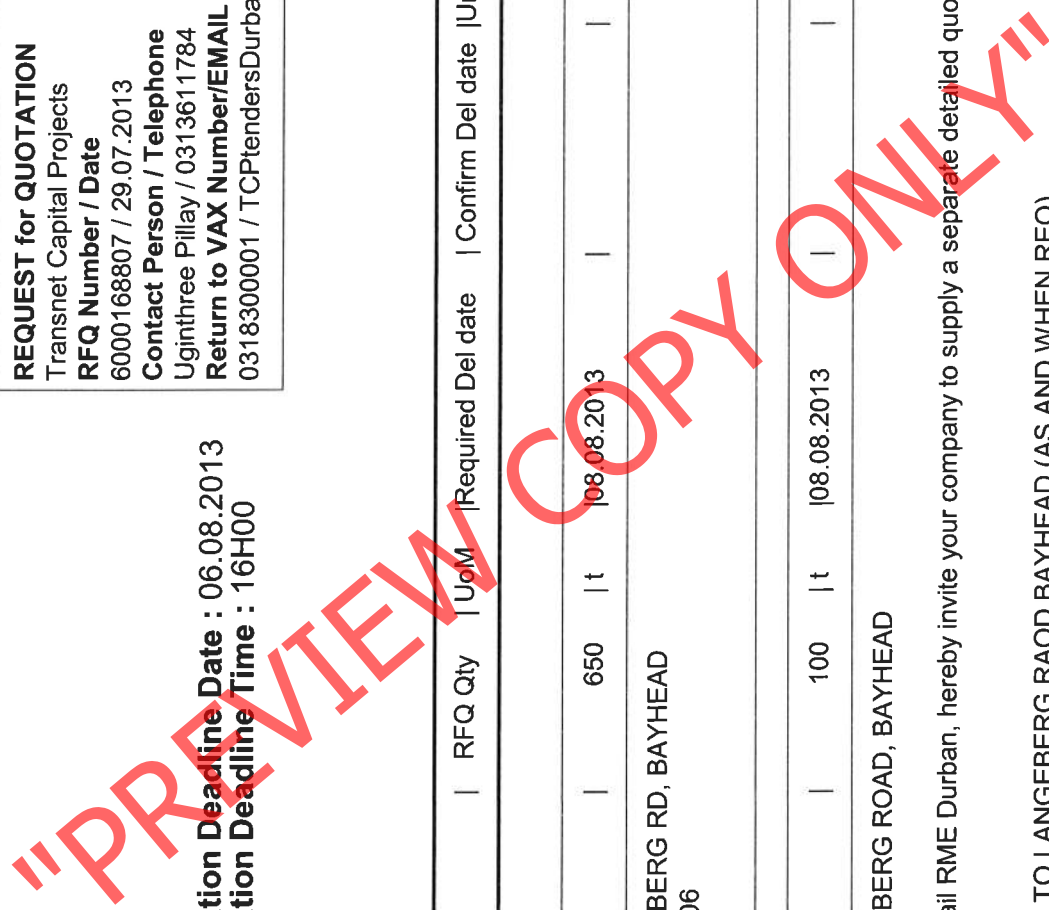 REQUEST for QUOTATION
Transnet Capital Projects
RFQ Number / Date
6000168807 / 29.07.2013
Contact Person / Telephone
Uginthree Pillay / 0313611784
Return to VAX Number/EMAIL
0318300001 / TCPtendersDurba
tion Deadline Date : 06.08.2013
tion Deadline Time : 16H00
| RFQ Qty | UoM |Required Del date | Confirm Del date |Un
| 650 | t |08.08.2013 | |
BERG RD, BAYHEAD
06
| 100 | t |08.08.2013 | |
BERG ROAD, BAYHEAD
ail RME Durban, hereby invite your company to supply a separate detailed quo
TO LANGEBERG RAOD BAYHEAD (AS AND WHEN REQ)
"PREVIEW COPY ONLY"